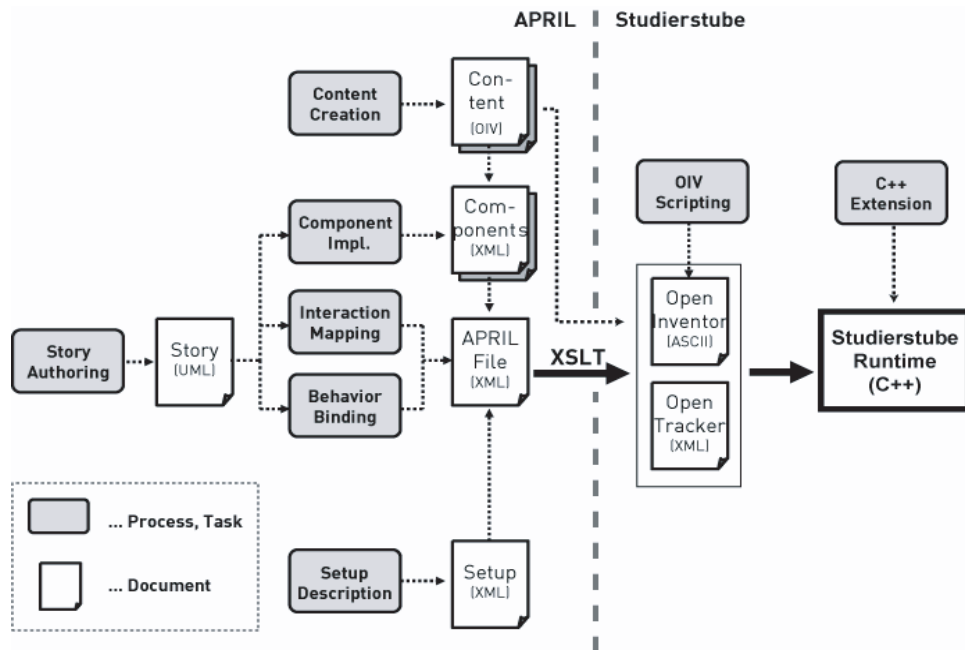 APRIL
Studierstube
Content
Creation
Con-
tent
(OIV)
OIV
Scripting
C++
Extension
Component
Impl.
Com-
ponents
(XML)
Interaction
Mapping
Story
Authoring
Story
(UML)
APRIL
File
(XML)
XSLT
Open
Inventor
(ASCII)
Studierstube
Runtime
(C++)
Behavior
Binding
Open
Tracker
(XML)
... Process, Task
... Document
Setup
Description
Setup
(XML)